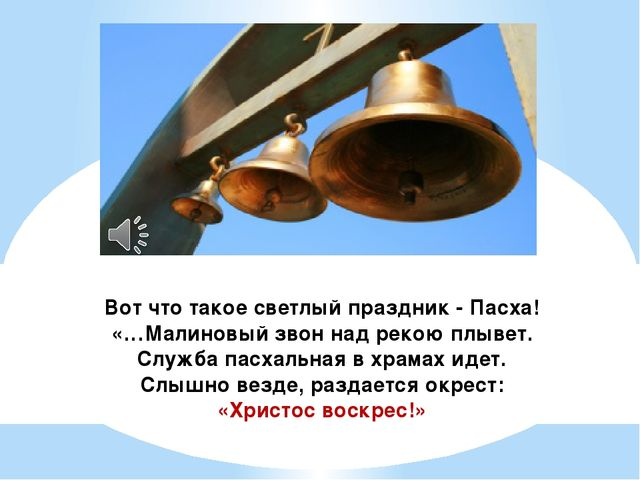 Вот что такое светлый праздник - Пасха!
«…Малиновый звон над рекою плывет.
Служба пасхальная в храмах идет.
Слышно везде, раздается окрест:
«Христос воскрес!»